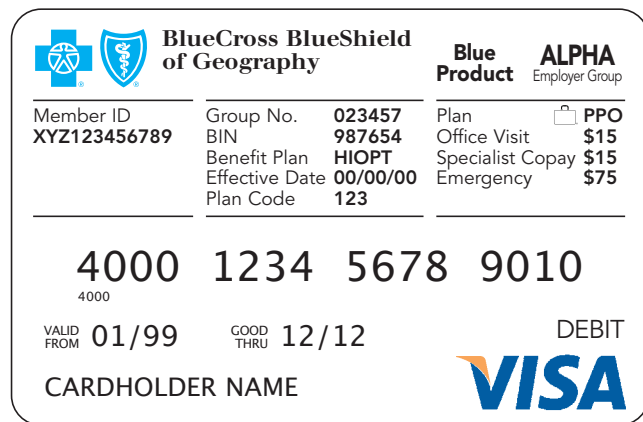 BlueCross BlueShield
of Geography
Blue
Product
ALPHA
Employer Group
Member ID
XYZ123456789
Group No. 023457
BIN 987654
Benefit Plan HIOPT
Effective Date 00/00/00
Plan Code 123
Plan PPO
Office Visit $15
Specialist Copay $15
Emergency $75
4000 1234 5678 9010
4000
VALID FROM 01/99 GOOD THRU 12/12
DEBIT
CARDHOLDER NAME
VISA